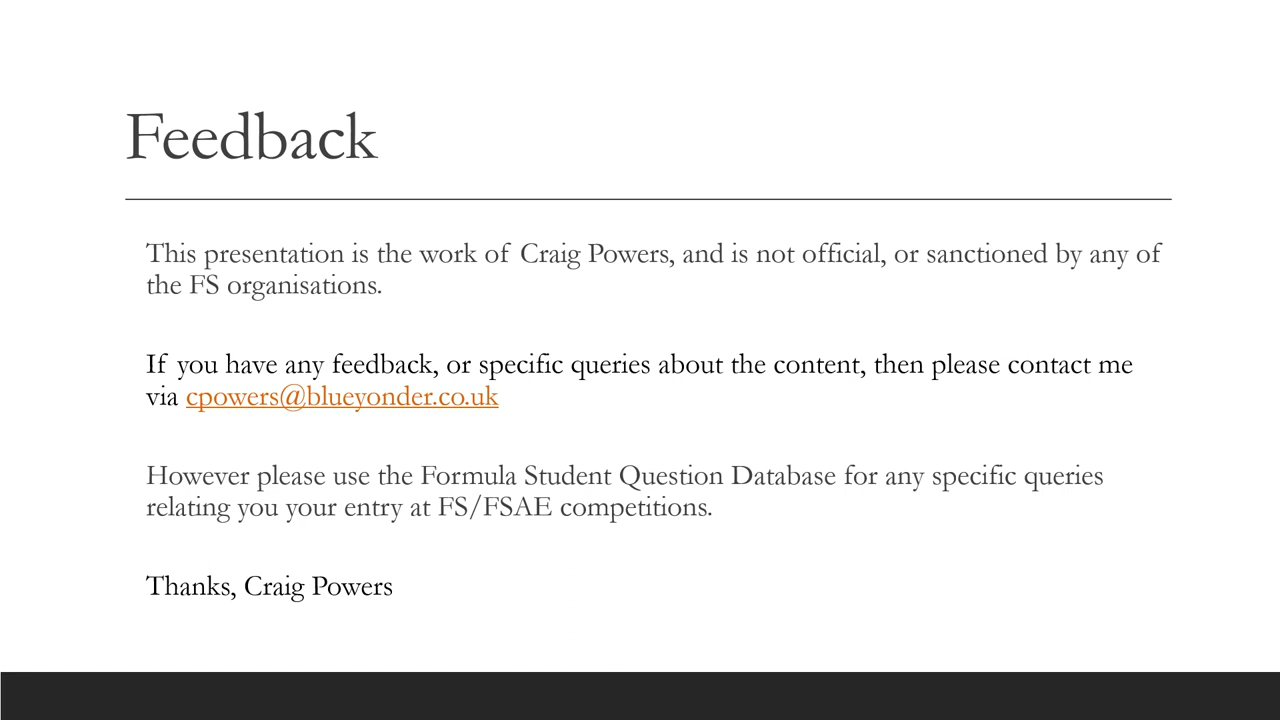 Feedback
This presentation is the work of Craig Powers, and is not official, or sanctioned by any of
the FS organisations.
If you have any feedback, or specific queries about the content, then please contact me
via cpowers@blueyonder.co.uk
However please use the Formula Student Question Database for any specific queries
relating you your entry at FS/FSAE competitions.
Thanks, Craig Powers